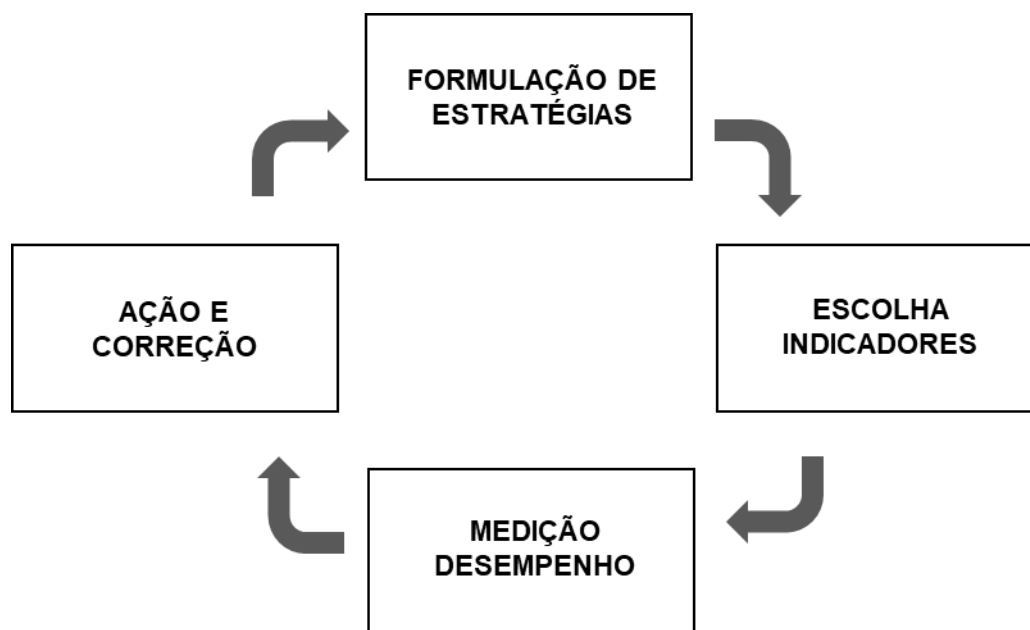 FORMULAÇÃO DE
ESTRATÉGIAS
ESCOLHA
INDICADORES
MEDIÇÃO
DESEMPENHO
AÇÃO E
CORREÇÃO